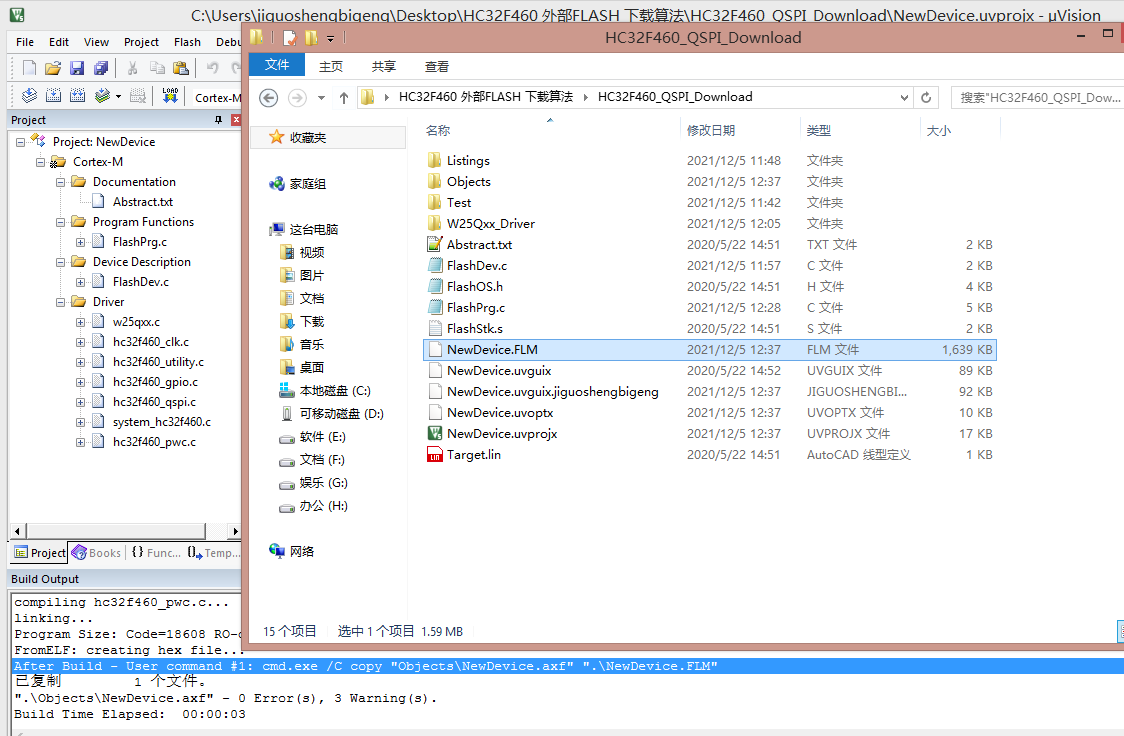 C:\Users\jiguoshengbigeng\Desktop\HC32F460 外部FLASH 下载算法\HC32F460_QSPI_Download\NewDevice.uvprojx - µVision
File Edit View Project Flash Debu
HC32F460_QSPI_Download
文件 主页 共享 查看
LOAD
Cortex-M
HC32F460 外部FLASH 下载算法 HC32F460_QSPI_Download
搜索"HC32F460_QSPI_Dow...
Project
Project: NewDevice
Cortex-M
Documentation
Abstract.txt
Program Functions
FlashPrg.c
Device Description
FlashDev.c
Driver
w25qxx.c
hc32f460_clk.c
hc32f460_utility.c
hc32f460_gpio.c
hc32f460_qspi.c
system_hc32f460.c
hc32f460_pwc.c
Project Books {} Func... Temp...
收藏夹
家庭组
这台电脑
视频
图片
文档
下载
音乐
桌面
本地磁盘 (C:)
可移动磁盘 (D:)
软件 (E:)
文档 (F:)
娱乐 (G:)
办公 (H:)
网络
名称 修改日期 类型 大小
Listings 2021/12/5 11:48 文件夹
Objects 2021/12/5 12:37 文件夹
Test 2021/12/5 11:42 文件夹
W25Qxx_Driver 2021/12/5 12:05 文件夹
Abstract.txt 2020/5/22 14:51 TXT 文件 2 KB
FlashDev.c 2021/12/5 11:57 C 文件 2 KB
FlashOS.h 2020/5/22 14:51 H 文件 4 KB
FlashPrg.c 2021/12/5 12:28 C 文件 5 KB
FlashStk.s 2020/5/22 14:51 S 文件 2 KB
NewDevice.FLM 2021/12/5 12:37 FLM 文件 1,639 KB
NewDevice.uvguix 2020/5/22 14:52 UVGUIX 文件 89 KB
NewDevice.uvguix.jiguoshengbigeng 2021/12/5 12:37 JIGUOSHENGBI... 92 KB
NewDevice.uvoptx 2021/12/5 12:37 UVOPTX 文件 10 KB
NewDevice.uvprojx 2021/12/5 12:37 UVPROJX 文件 17 KB
LIN Target.lin 2020/5/22 14:51 AutoCAD 线型定义 1 KB
15 个项目 选中 1 个项目 1.59 MB
Build Output
compiling hc32f460_pwc.c...
linking...
Program Size: Code=18608 RO-d
FromELF: creating hex file...
After Build - User command #1: cmd.exe /C copy "Objects\NewDevice.axf" ".\NewDevice.FLM"
已复制 1 个文件。
".\Objects\NewDevice.axf" - 0 Error(s), 3 Warning(s).
Build Time Elapsed: 00:00:03